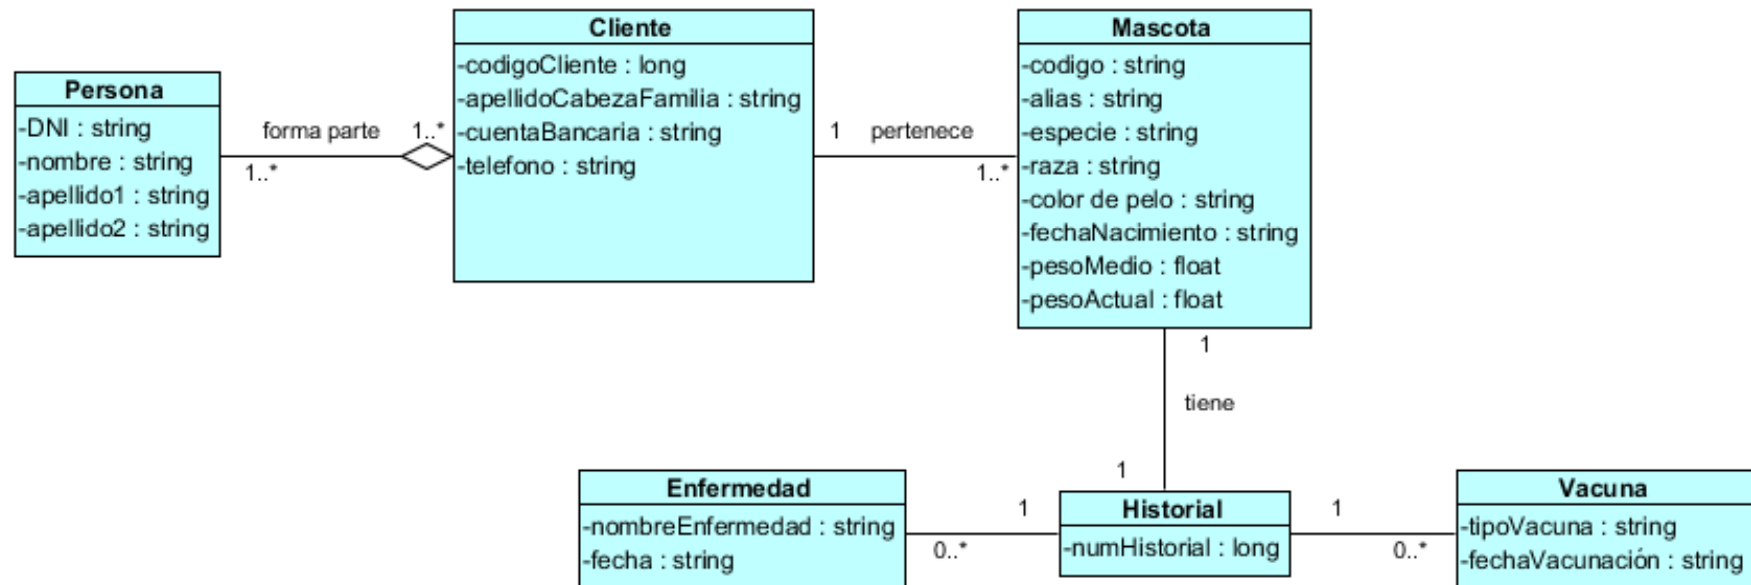 Persona
-DNI : string
-nombre : string
-apellido1 : string
-apellido2 : string
forma parte
1..*
1..*
Cliente
-codigoCliente : long
-apellidoCabezaFamilia : string
-cuentaBancaria : string
-telefono : string
1
pertenece
1..*
Mascota
-codigo : string
-alias : string
-especie : string
-raza : string
-color de pelo : string
-fechaNacimiento : string
-pesoMedio : float
-pesoActual : float
1
tiene
1
Enfermedad
-nombreEnfermedad : string
-fecha : string
0..*
1
Historial
-numHistorial : long
1
0..*
Vacuna
-tipoVacuna : string
-fechaVacunación : string